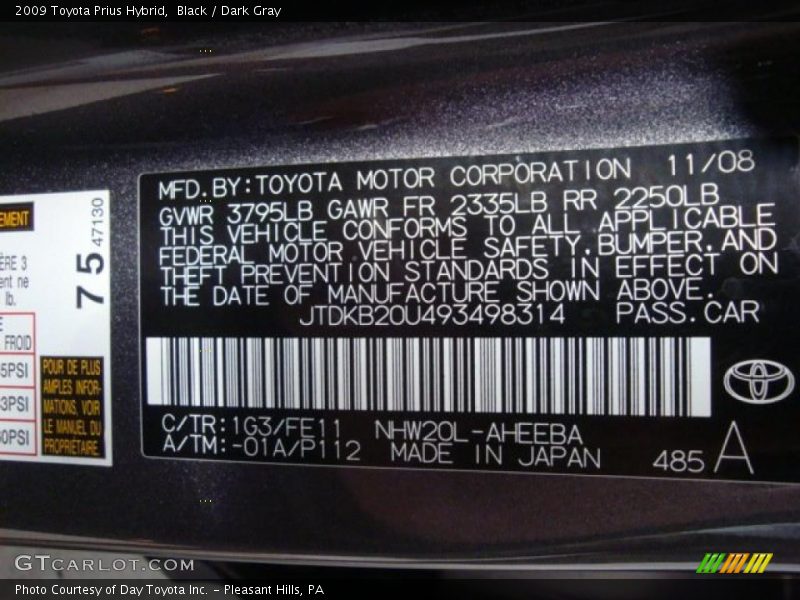 2009 Toyota Prius Hybrid, Black / Dark Gray
MFD.BY:TOYOTA MOTOR CORPORATION 11/08
GVWR 3795LB GAWR FR 2335LB RR 2250LB
THIS VEHICLE CONFORMS TO ALL APPLICABLE
FEDERAL MOTOR VEHICLE SAFETY,BUMPER,AND
THEFT PREVENTION STANDARDS IN EFFECT ON
THE DATE OF MANUFACTURE SHOWN ABOVE.
JTDKB20U493498314 PASS.CAR
C/TR:1G3/FE11 NHW20L-AHEEBA
A/TM:-01A/P112 MADE IN JAPAN 485 A
75 47130
FROID
POUR DE PLUS
AMPLES INFOR-
MATIONS, VOIR
LE MANUEL DU
PROPRIÉTAIRE
GTCARLOT.COM
Photo Courtesy of Day Toyota Inc. - Pleasant Hills, PA